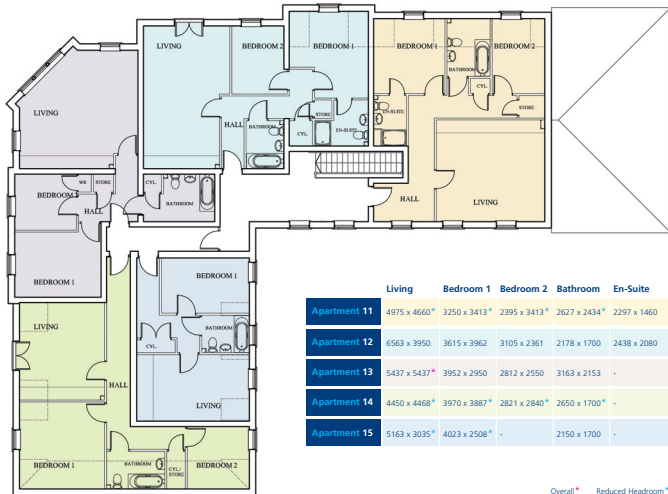 LIVING
BEDROOM 2
BEDROOM 1
HALL
BATHROOM
STORE
CYL.
EN-SUITE
BEDROOM 1
BATHROOM
BEDROOM 2
CYL.
STORE
EN-SUITE
HALL
LIVING
LIVING
BEDROOM 2
WR
STORE
CYL.
HALL
BATHROOM
BEDROOM 1
BEDROOM 1
BATHROOM
CYL.
LIVING
LIVING
HALL
BEDROOM 1
BATHROOM
CYL/
STORE
BEDROOM 2
Living Bedroom 1 Bedroom 2 Bathroom En-Suite
Apartment 11 4975 x 4660* 3250 x 3413* 2395 x 3413* 2627 x 2434* 2297 x 1460
Apartment 12 6563 x 3950 3615 x 3962 3105 x 2361 2178 x 1700 2438 x 2080
Apartment 13 5437 x 5437* 3952 x 2950 2812 x 2550 3163 x 2153 -
Apartment 14 4450 x 4468* 3970 x 3887* 2821 x 2840* 2650 x 1700* -
Apartment 15 5163 x 3035* 4023 x 2508* - 2150 x 1700 -
Overall* Reduced Headroom*